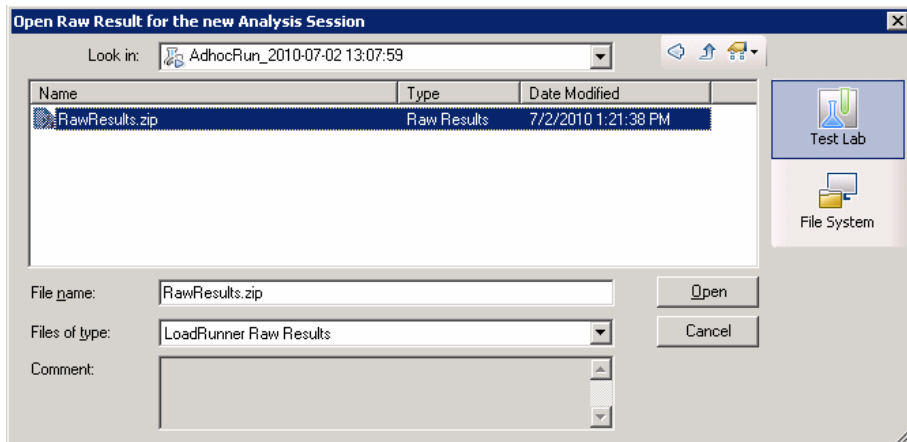 Open Raw Result for the new Analysis Session
Look in: AdhocRun_2010-07-02 13:07:59
Name Type Date Modified
RawResults.zip Raw Results 7/2/2010 1:21:38 PM
Test Lab
File System
File name: RawResults.zip Open
Files of type: LoadRunner Raw Results Cancel
Comment: